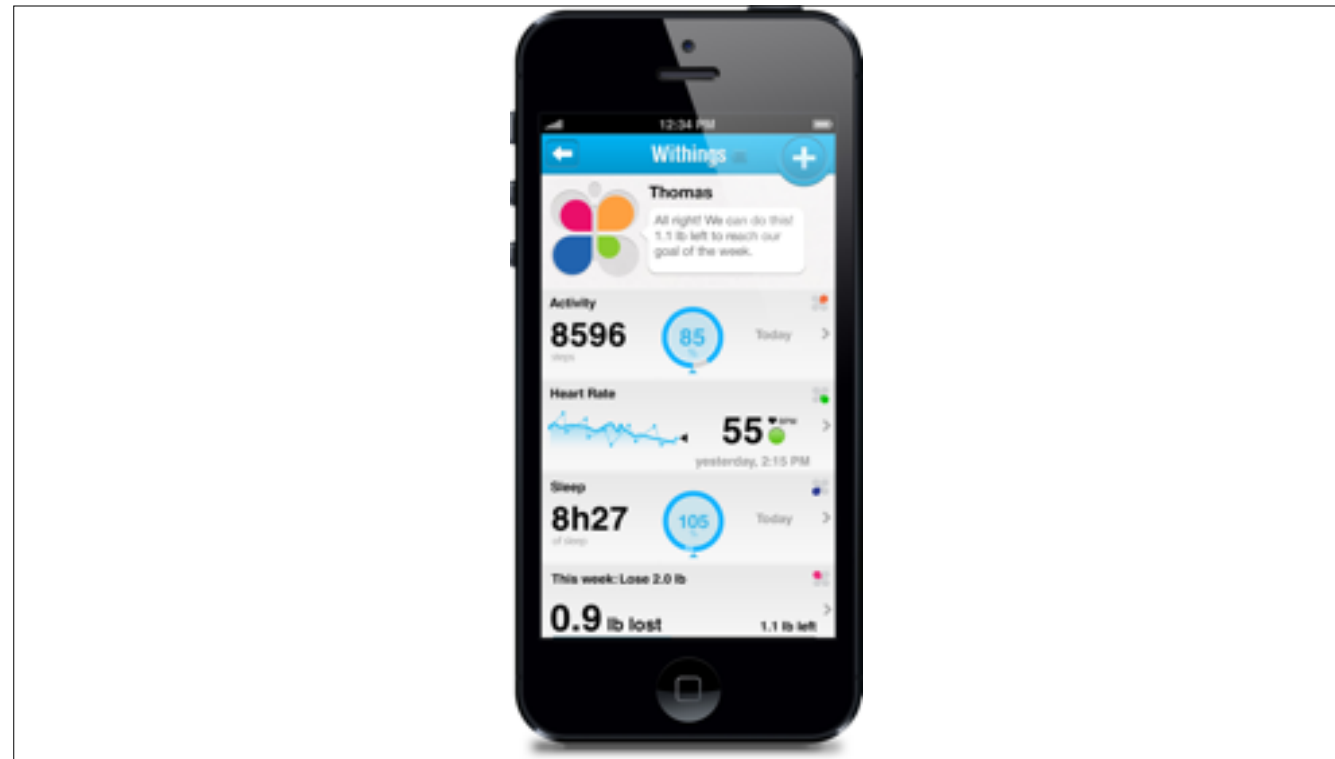 12:34 PM
Withings
Thomas
All right! We can do this!
1.1 lb left to reach our
goal of the week.
Activity
8596
steps
85
%
Today
Heart Rate
55
BPM
yesterday, 2:15 PM
Sleep
8h27
of sleep
105
%
Today
This week: Lose 2.0 lb
0.9 lb lost
1.1 lb left